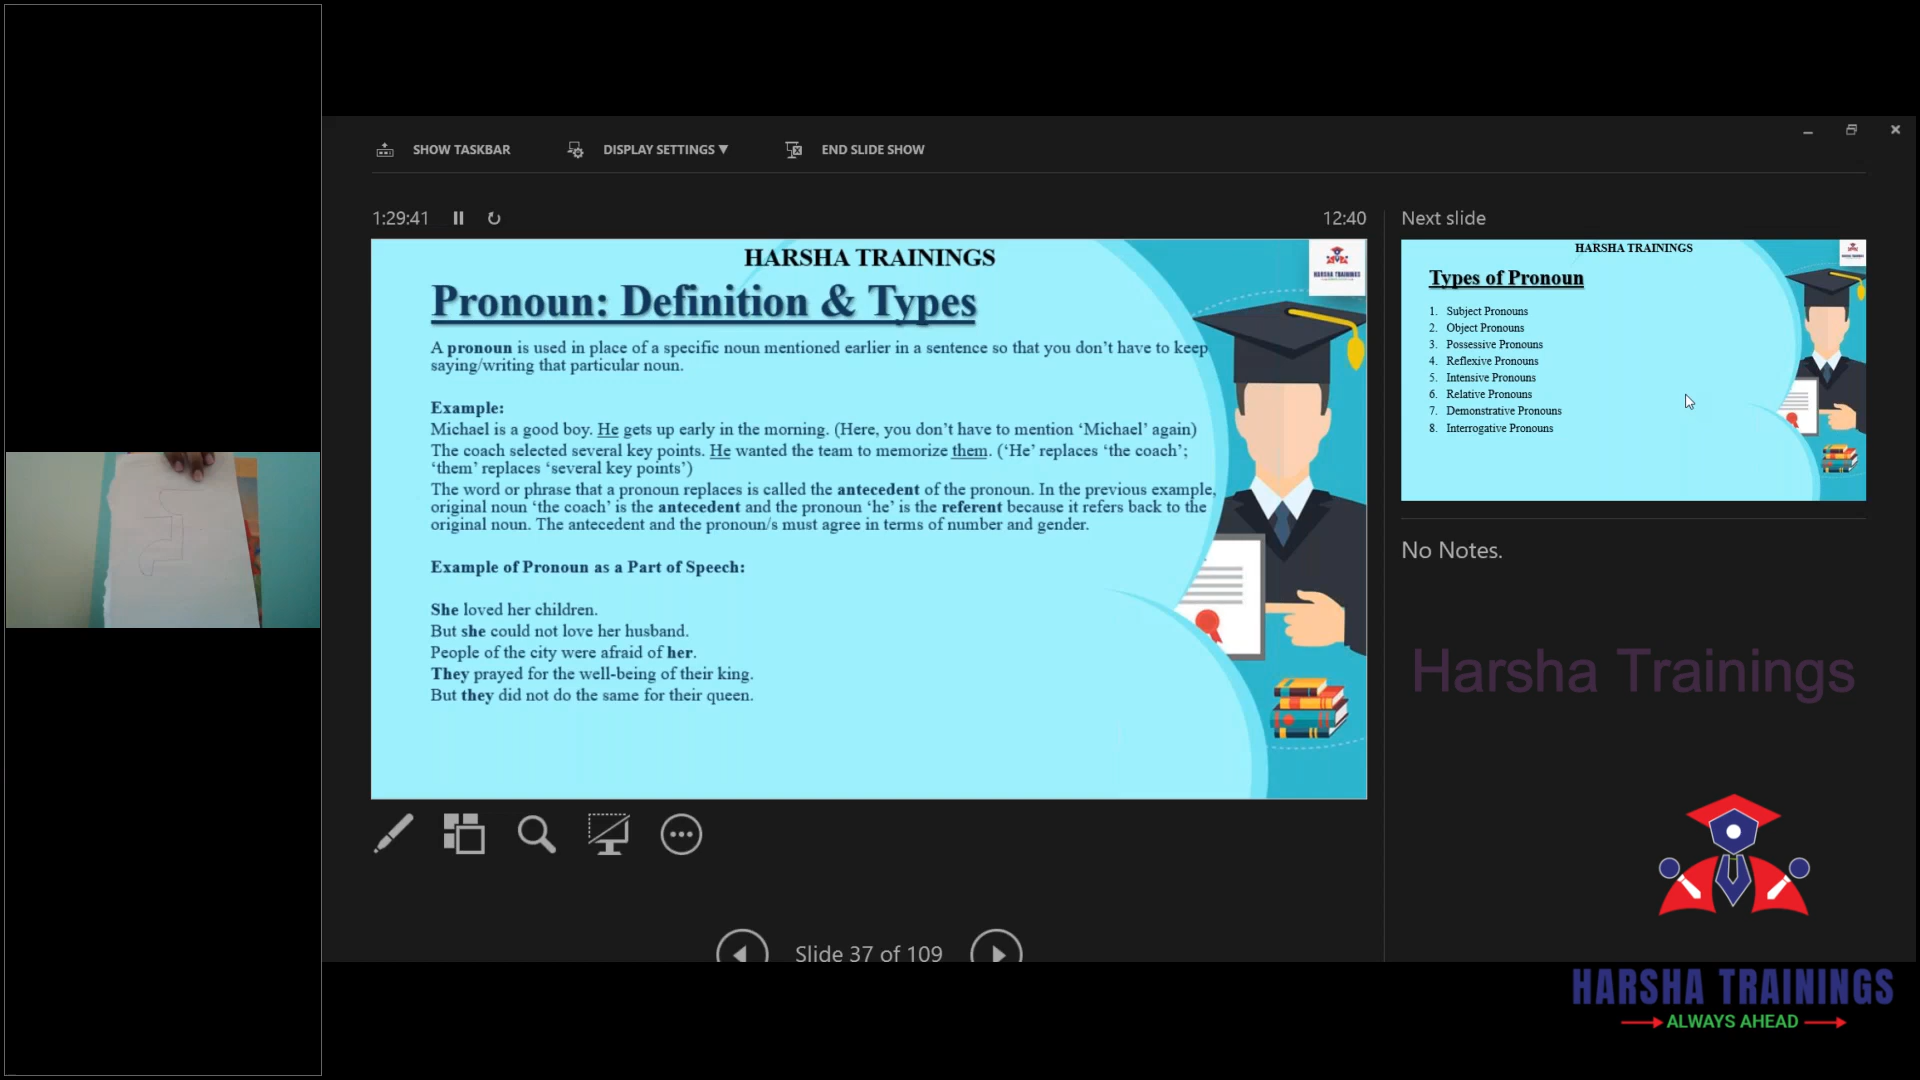 SHOW TASKBAR
DISPLAY SETTINGS ▼
END SLIDE SHOW
1:29:41
12:40
HARSHA TRAININGS
HARSHA TRAININGS
Pronoun: Definition & Types
A pronoun is used in place of a specific noun mentioned earlier in a sentence so that you don’t have to keep
saying/writing that particular noun.
Example:
Michael is a good boy. He gets up early in the morning. (Here, you don’t have to mention ‘Michael’ again)
The coach selected several key points. He wanted the team to memorize them. (‘He’ replaces ‘the coach’;
‘them’ replaces ‘several key points’)
The word or phrase that a pronoun replaces is called the antecedent of the pronoun. In the previous example,
original noun ‘the coach’ is the antecedent and the pronoun ‘he’ is the referent because it refers back to the
original noun. The antecedent and the pronoun/s must agree in terms of number and gender.
Example of Pronoun as a Part of Speech:
She loved her children.
But she could not love her husband.
People of the city were afraid of her.
They prayed for the well-being of their king.
But they did not do the same for their queen.
Slide 37 of 109
Next slide
HARSHA TRAININGS
Types of Pronoun
1. Subject Pronouns
2. Object Pronouns
3. Possessive Pronouns
4. Reflexive Pronouns
5. Intensive Pronouns
6. Relative Pronouns
7. Demonstrative Pronouns
8. Interrogative Pronouns
No Notes.
Harsha Trainings
HARSHA TRAININGS
ALWAYS AHEAD